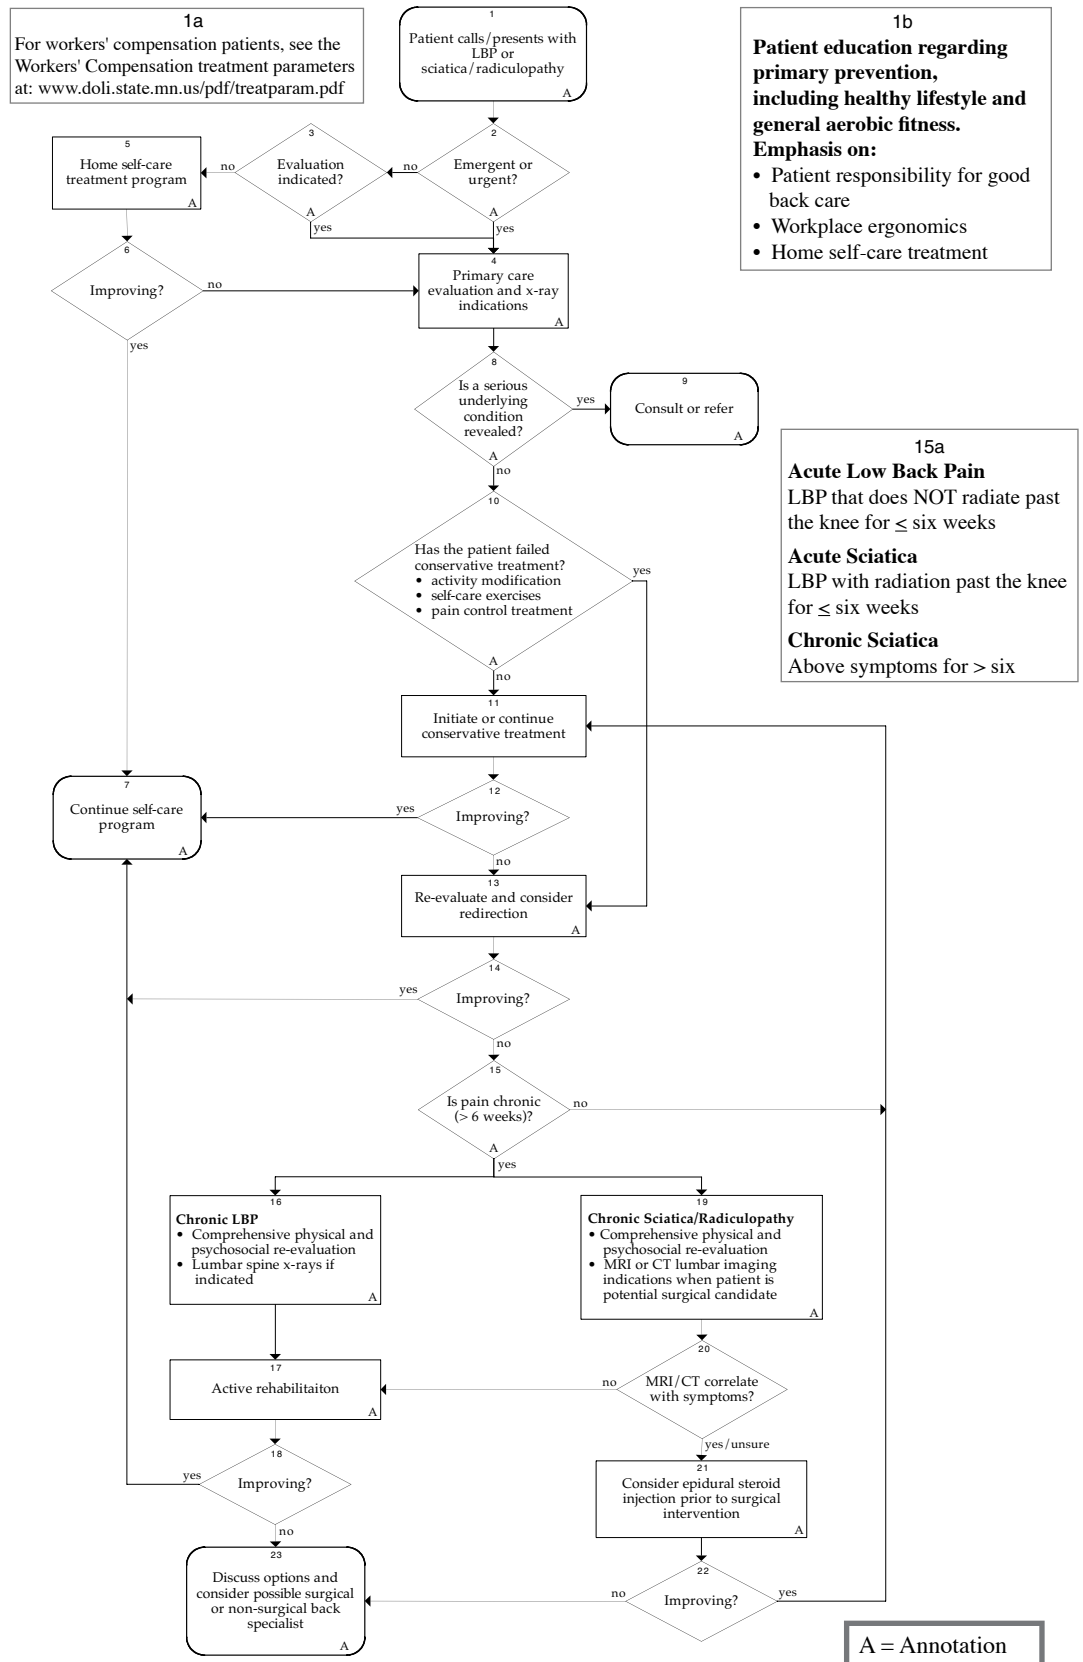 1a
For workers' compensation patients, see the
Workers' Compensation treatment parameters
at: www.doli.state.mn.us/pdf/treatparam.pdf
1
Patient calls/presents with
LBP or
sciatica/radiculopathy
A
1b
Patient education regarding
primary prevention,
including healthy lifestyle and
general aerobic fitness.
Emphasis on:
• Patient responsibility for good
back care
• Workplace ergonomics
• Home self-care treatment
2
Emergent or
urgent?
A
no
yes
3
Evaluation
indicated?
A
no
yes
5
Home self-care
treatment program
A
6
Improving?
no
yes
4
Primary care
evaluation and x-ray
indications
A
8
Is a serious
underlying
condition
revealed?
A
yes
no
9
Consult or refer
A
15a
Acute Low Back Pain
LBP that does NOT radiate past
the knee for ≤ six weeks
Acute Sciatica
LBP with radiation past the knee
for ≤ six weeks
Chronic Sciatica
Above symptoms for > six
10
Has the patient failed
conservative treatment?
• activity modification
• self-care exercises
• pain control treatment
A
yes
no
11
Initiate or continue
conservative treatment
7
Continue self-care
program
A
12
Improving?
yes
no
13
Re-evaluate and consider
redirection
A
14
Improving?
yes
no
15
Is pain chronic
(> 6 weeks)?
A
no
yes
16
Chronic LBP
• Comprehensive physical and
psychosocial re-evaluation
• Lumbar spine x-rays if
indicated
A
19
Chronic Sciatica/Radiculopathy
• Comprehensive physical and
psychosocial re-evaluation
• MRI or CT lumbar imaging
indications when patient is
potential surgical candidate
A
17
Active rehabilitaiton
A
20
MRI/CT correlate
with symptoms?
no
yes/unsure
18
Improving?
yes
no
21
Consider epidural steroid
injection prior to surgical
intervention
A
22
Improving?
no
yes
23
Discuss options and
consider possible surgical
or non-surgical back
specialist
A
A = Annotation